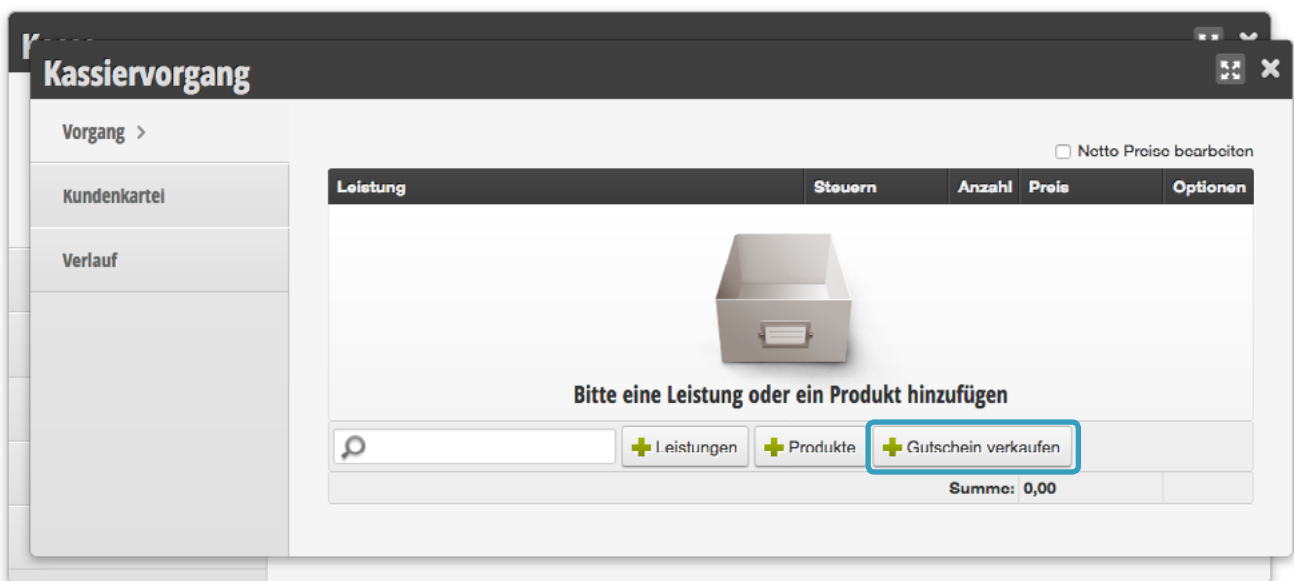 Kassiervorgang
Vorgang >
Netto Preise bearbeiten
Kundenkartei
Leistung Steuern Anzahl Preis Optionen
Verlauf
Bitte eine Leistung oder ein Produkt hinzufügen
Leistungen Produkte Gutschein verkaufen
Summe: 0,00